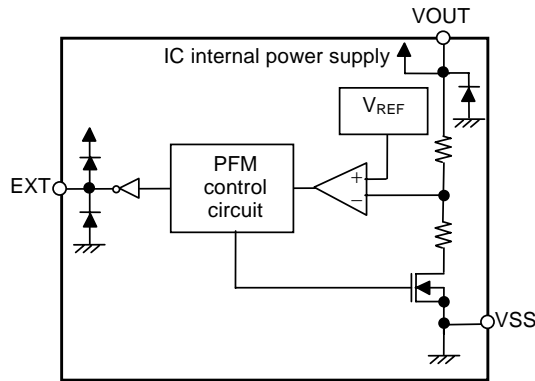 VOUT
IC internal power supply
VREF
EXT
PFM
control
circuit
+
−
VSS